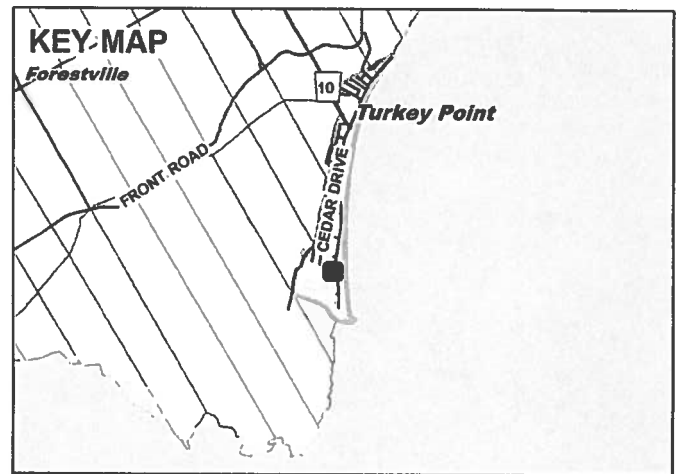 KEY MAP
Forestville
10
Turkey Point
FRONT ROAD
CEDAR DRIVE